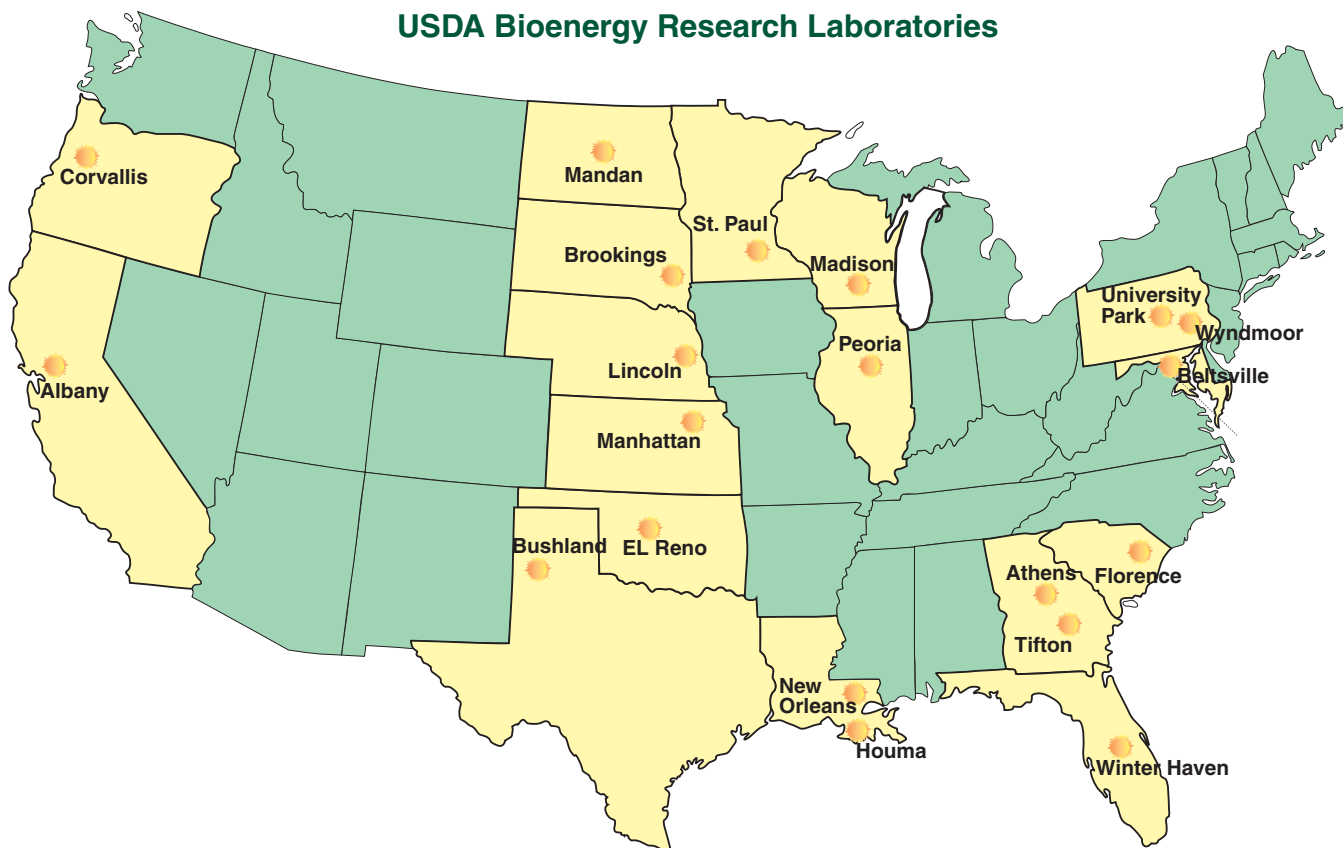 USDA Bioenergy Research Laboratories
Corvallis
Mandan
St. Paul
Brookings
Madison
University
Park
Wyndmoor
Peoria
Lincoln
Beltsville
Albany
Manhattan
Bushland
EL Reno
Athens
Florence
Tifton
New
Orleans
Houma
Winter Haven